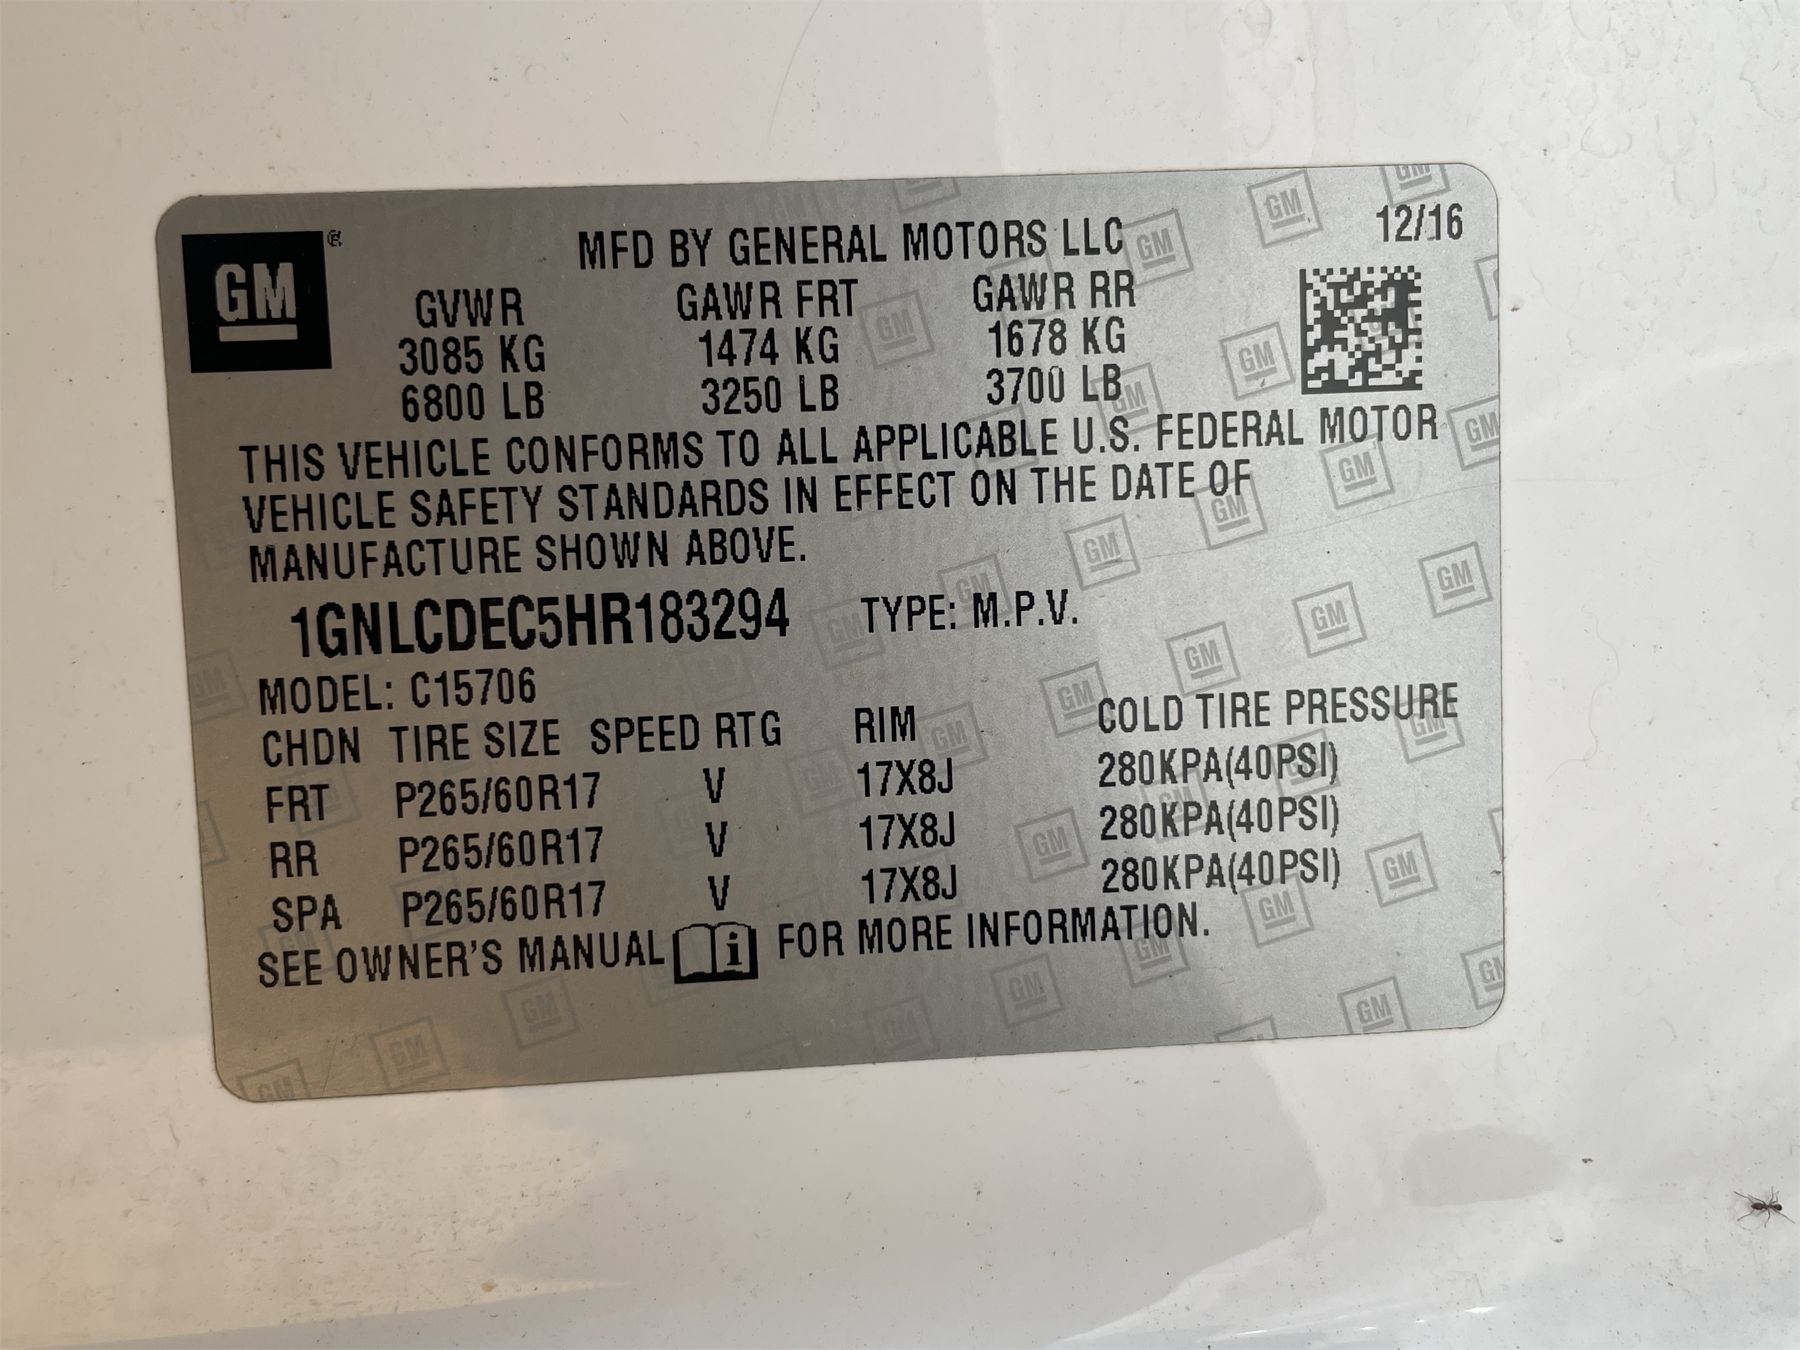 GM ®
MFD BY GENERAL MOTORS LLC
12/16
GVWR GAWR FRT GAWR RR
3085 KG 1474 KG 1678 KG
6800 LB 3250 LB 3700 LB
THIS VEHICLE CONFORMS TO ALL APPLICABLE U.S. FEDERAL MOTOR
VEHICLE SAFETY STANDARDS IN EFFECT ON THE DATE OF
MANUFACTURE SHOWN ABOVE.
1GNLCDEC5HR183294 TYPE: M.P.V.
MODEL: C15706
CHDN TIRE SIZE SPEED RTG RIM COLD TIRE PRESSURE
FRT P265/60R17 V 17X8J 280KPA(40PSI)
RR P265/60R17 V 17X8J 280KPA(40PSI)
SPA P265/60R17 V 17X8J 280KPA(40PSI)
SEE OWNER'S MANUAL i FOR MORE INFORMATION.